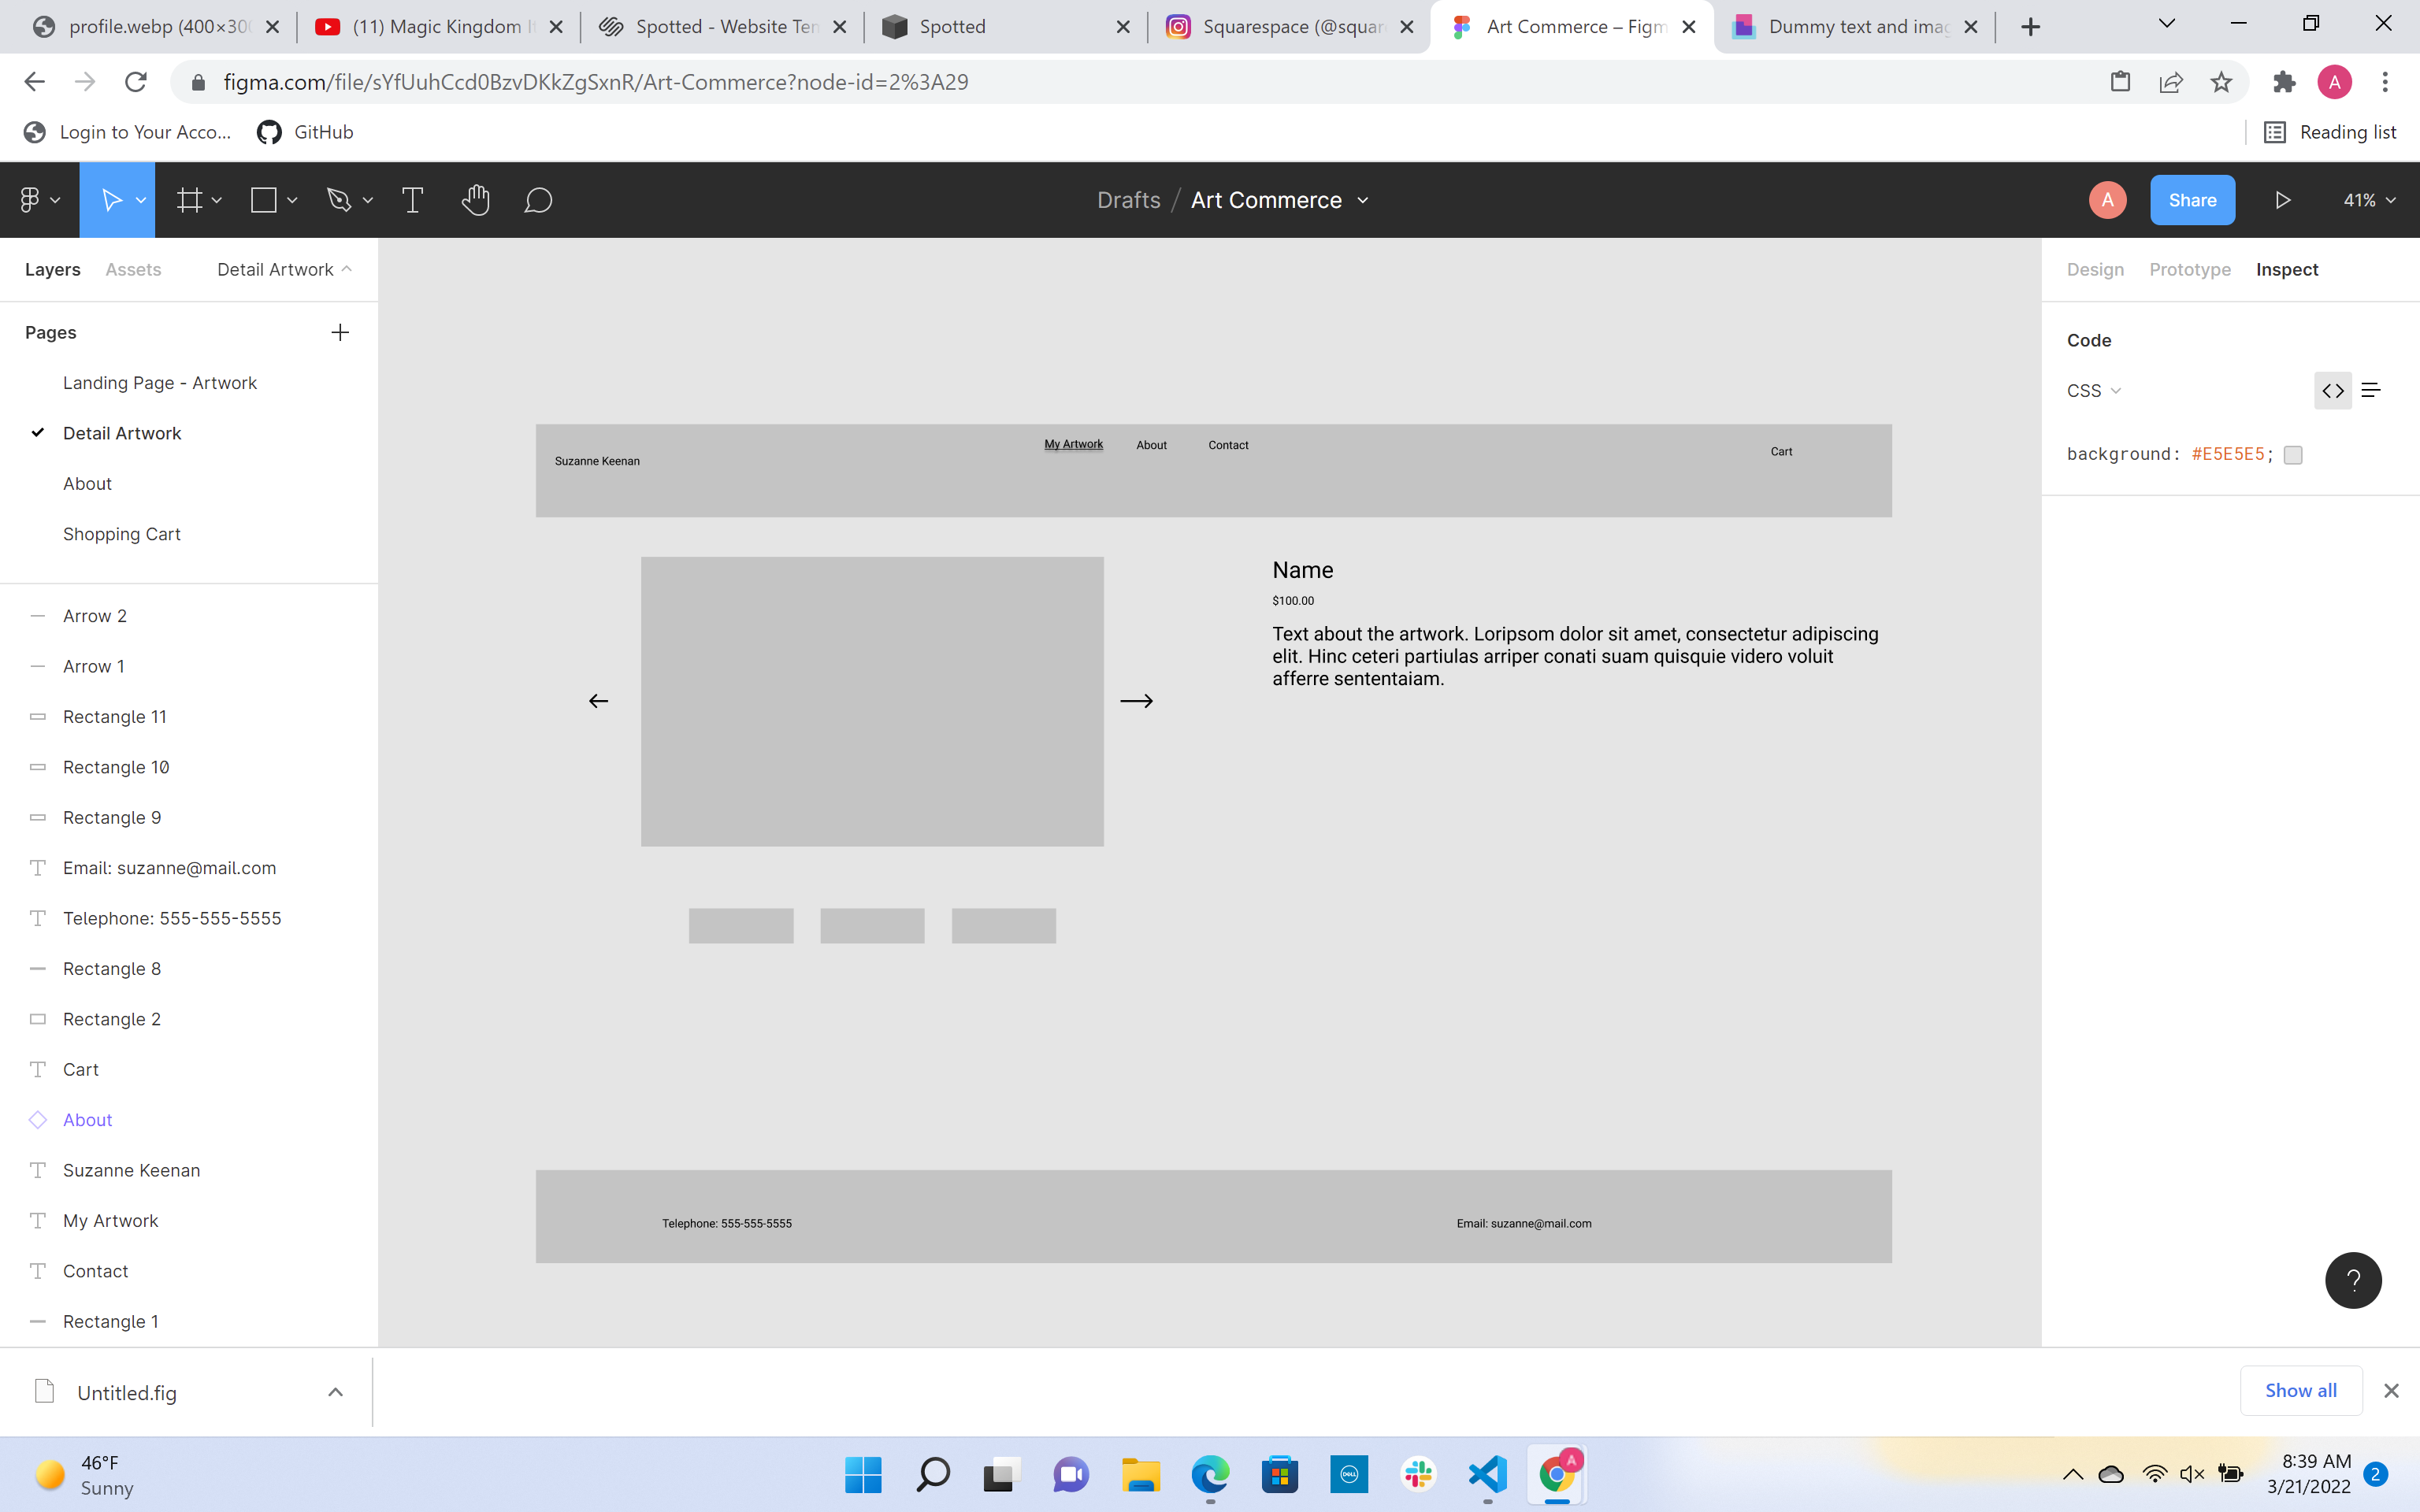 profile.webp (400×30
(11) Magic Kingdom
Spotted - Website Ten
Spotted
Squarespace (@squar
Art Commerce – Figm
Dummy text and imag
figma.com/file/sYfUuhCcd0BzvDKkZgSxnR/Art-Commerce?node-id=2%3A29
A
Login to Your Acco...
GitHub
Reading list
Drafts / Art Commerce
A
Share
41%
Layers
Assets
Detail Artwork
Pages
Landing Page - Artwork
Detail Artwork
About
Shopping Cart
Arrow 2
Arrow 1
Rectangle 11
Rectangle 10
Rectangle 9
Email: suzanne@mail.com
Telephone: 555-555-5555
Rectangle 8
Rectangle 2
Cart
About
Suzanne Keenan
My Artwork
Contact
Rectangle 1
Suzanne Keenan
My Artwork
About
Contact
Cart
Name
$100.00
Text about the artwork. Loripsom dolor sit amet, consectetur adipiscing
elit. Hinc ceteri partiulas arriper conati suam quisquie videro voluit
afferre sententaiam.
Telephone: 555-555-5555
Email: suzanne@mail.com
Design
Prototype
Inspect
Code
CSS
background: #E5E5E5;
?
Untitled.fig
Show all
46°F
Sunny
DELL
A
8:39 AM
3/21/2022
2